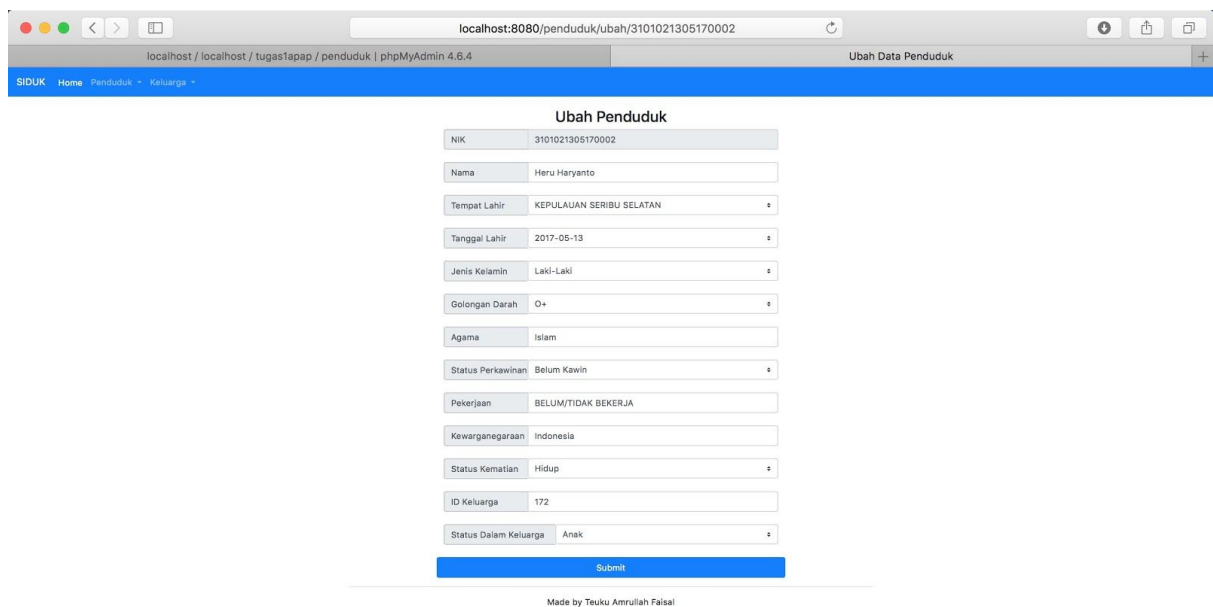 localhost:8080/penduduk/ubah/3101021305170002
localhost / localhost / tugas1apap / penduduk | phpMyAdmin 4.6.4
Ubah Data Penduduk
SIDUK Home Penduduk Keluarga
Ubah Penduduk
NIK 3101021305170002
Nama Heru Haryanto
Tempat Lahir KEPULAUAN SERIBU SELATAN
Tanggal Lahir 2017-05-13
Jenis Kelamin Laki-Laki
Golongan Darah O+
Agama Islam
Status Perkawinan Belum Kawin
Pekerjaan BELUM/TIDAK BEKERJA
Kewarganegaraan Indonesia
Status Kematian Hidup
ID Keluarga 172
Status Dalam Keluarga Anak
Submit
Made by Teuku Amrullah Faisal